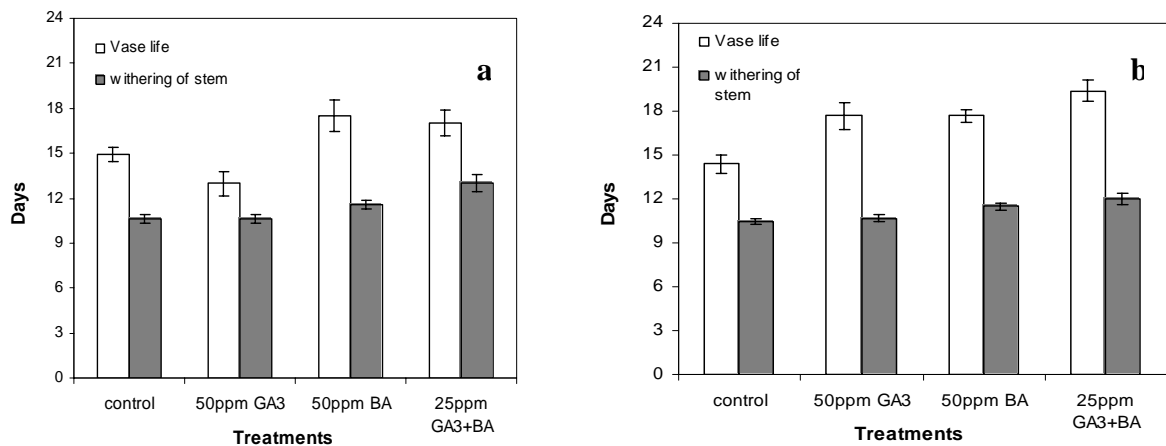 24
21
18
15
12
9
6
3
0
Days
Vase life
withering of stem
a
control
50ppm GA3
50ppm BA
25ppm
GA3+BA
Treatments
24
21
18
15
12
9
6
3
0
Days
Vase life
withering of
stem
b
control
50ppm GA3
50ppm BA
25ppm
GA3+BA
Treatments